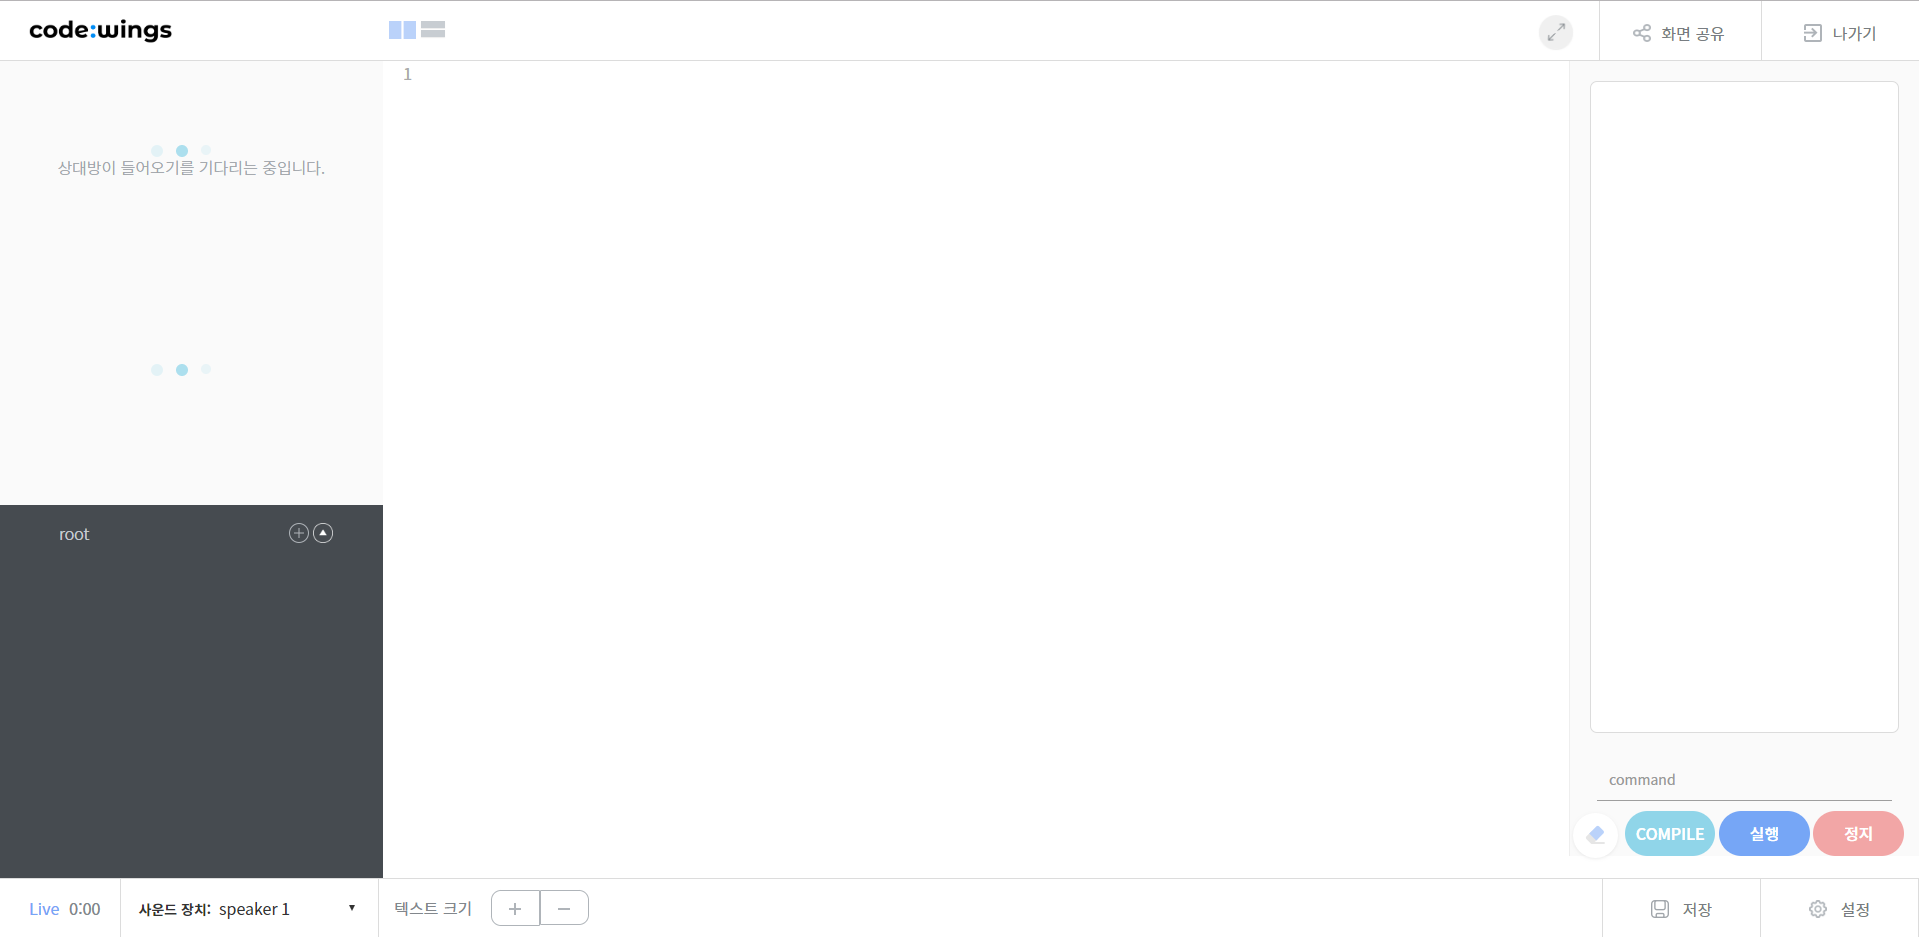 code:wings
화면 공유
나가기
1
상대방이 들어오기를 기다리는 중입니다.
root
command
COMPILE
실행
정지
Live 0:00
사운드 장치: speaker 1
텍스트 크기
저장
설정